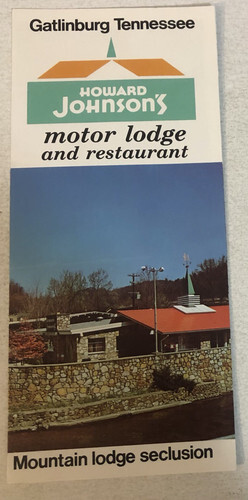 Gatlinburg Tennessee
HOWARD
JOHNSON'S
motor lodge
and restaurant
Mountain lodge seclusion